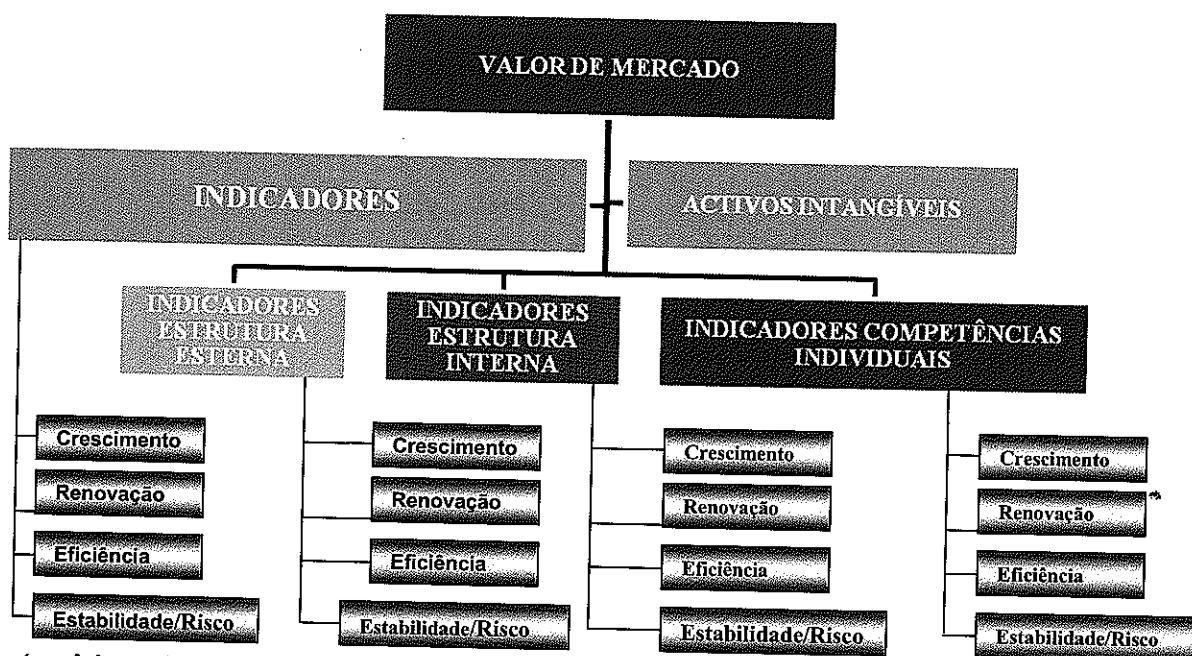 VALOR DE MERCADO
INDICADORES
ACTIVOS INTANGÍVEIS
INDICADORES
ESTRUTURA
ESTERNA
INDICADORES
ESTRUTURA
INTERNA
INDICADORES COMPETÊNCIAS
INDIVIDUAIS
Crescimento
Renovação
Eficiência
Estabilidade/Risco
Crescimento
Renovação
Eficiência
Estabilidade/Risco
Crescimento
Renovação
Eficiência
Estabilidade/Risco
Crescimento
Renovação
Eficiência
Estabilidade/Risco